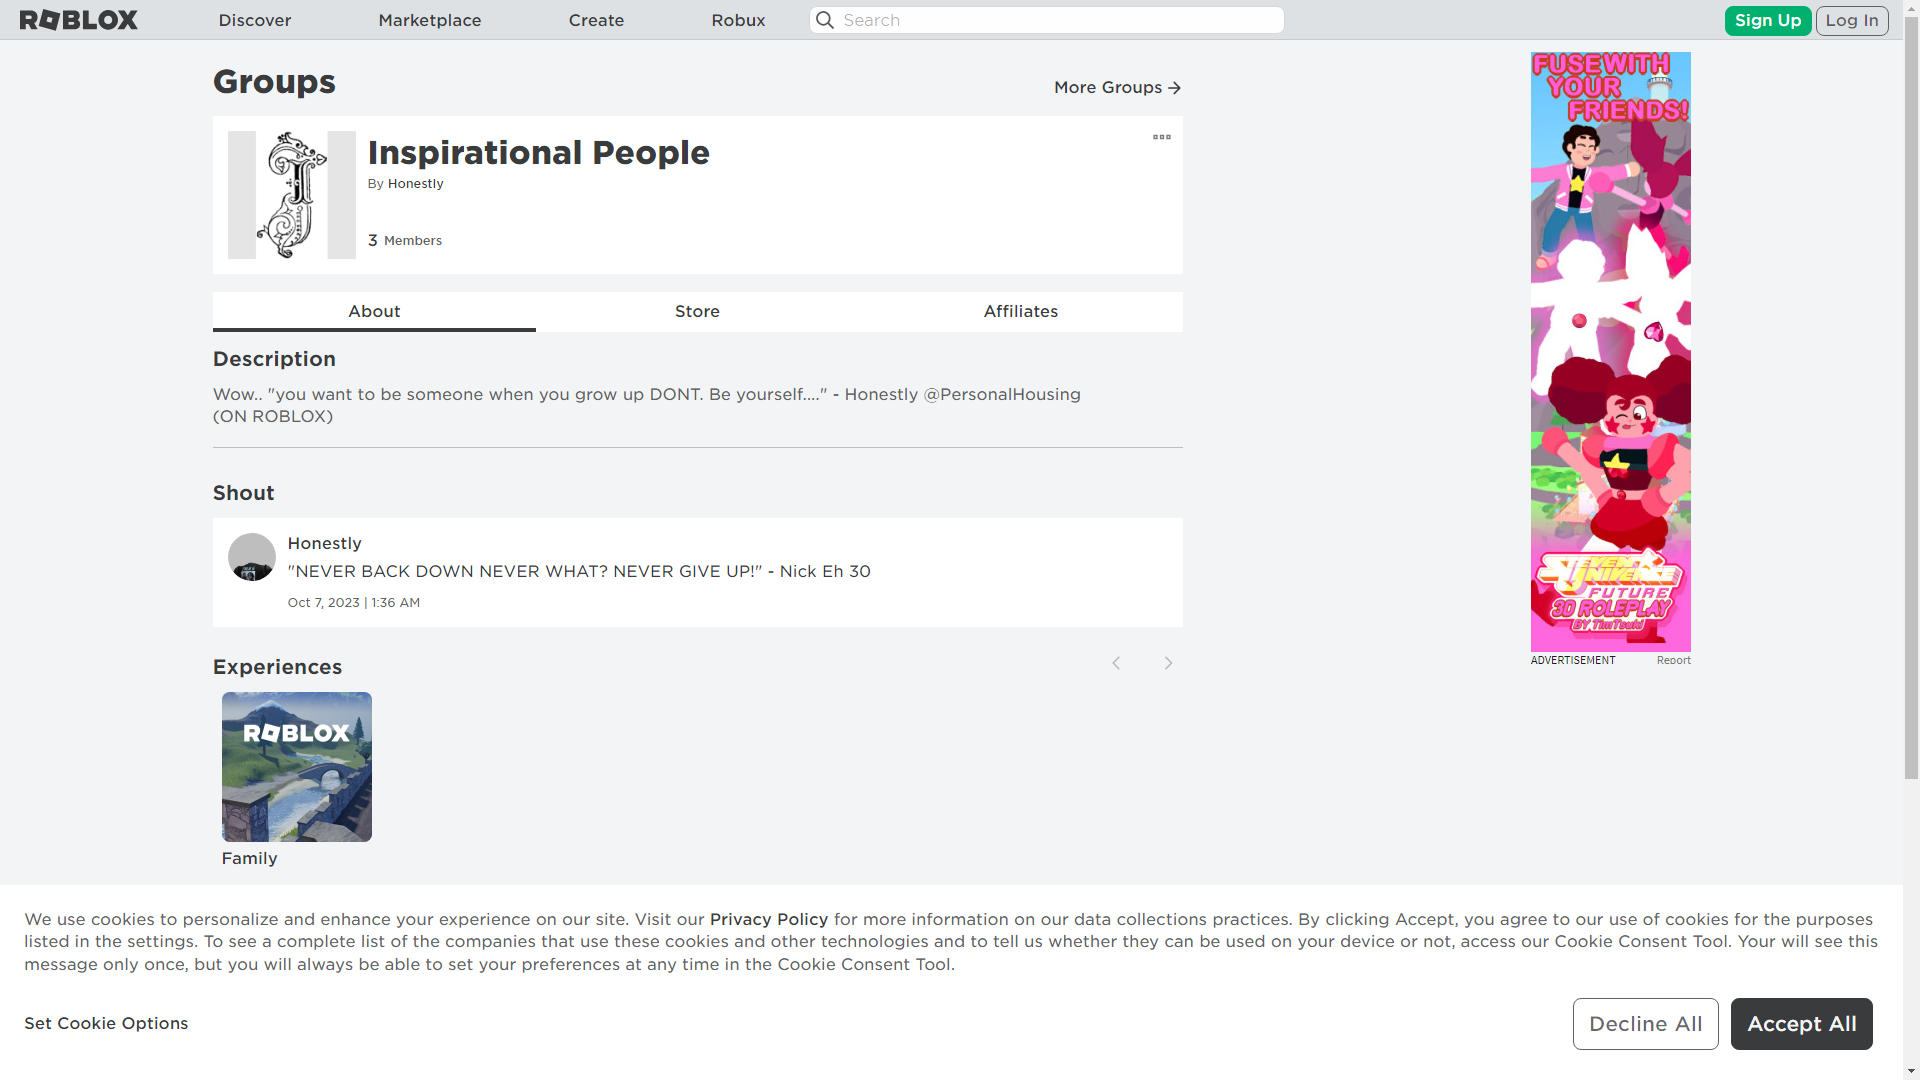 ROBLOX
Discover
Marketplace
Create
Robux
Search
Sign Up
Log In
Groups
More Groups
Inspirational People
By Honestly
3 Members
About
Store
Affiliates
Description
Wow.. "you want to be someone when you grow up DONT. Be yourself...." - Honestly @PersonalHousing
(ON ROBLOX)
Shout
Honestly
"NEVER BACK DOWN NEVER WHAT? NEVER GIVE UP!" - Nick Eh 30
Oct 7, 2023 | 1:36 AM
Experiences
ROBLOX
Family
FUSE WITH
YOUR
FRIENDS!
STEVEN
UNIVERSE
FUTURE
3D ROLEPLAY
BY TimTsuki
ADVERTISEMENT
Report
We use cookies to personalize and enhance your experience on our site. Visit our Privacy Policy for more information on our data collections practices. By clicking Accept, you agree to our use of cookies for the purposes
listed in the settings. To see a complete list of the companies that use these cookies and other technologies and to tell us whether they can be used on your device or not, access our Cookie Consent Tool. Your will see this
message only once, but you will always be able to set your preferences at any time in the Cookie Consent Tool.
Set Cookie Options
Decline All
Accept All